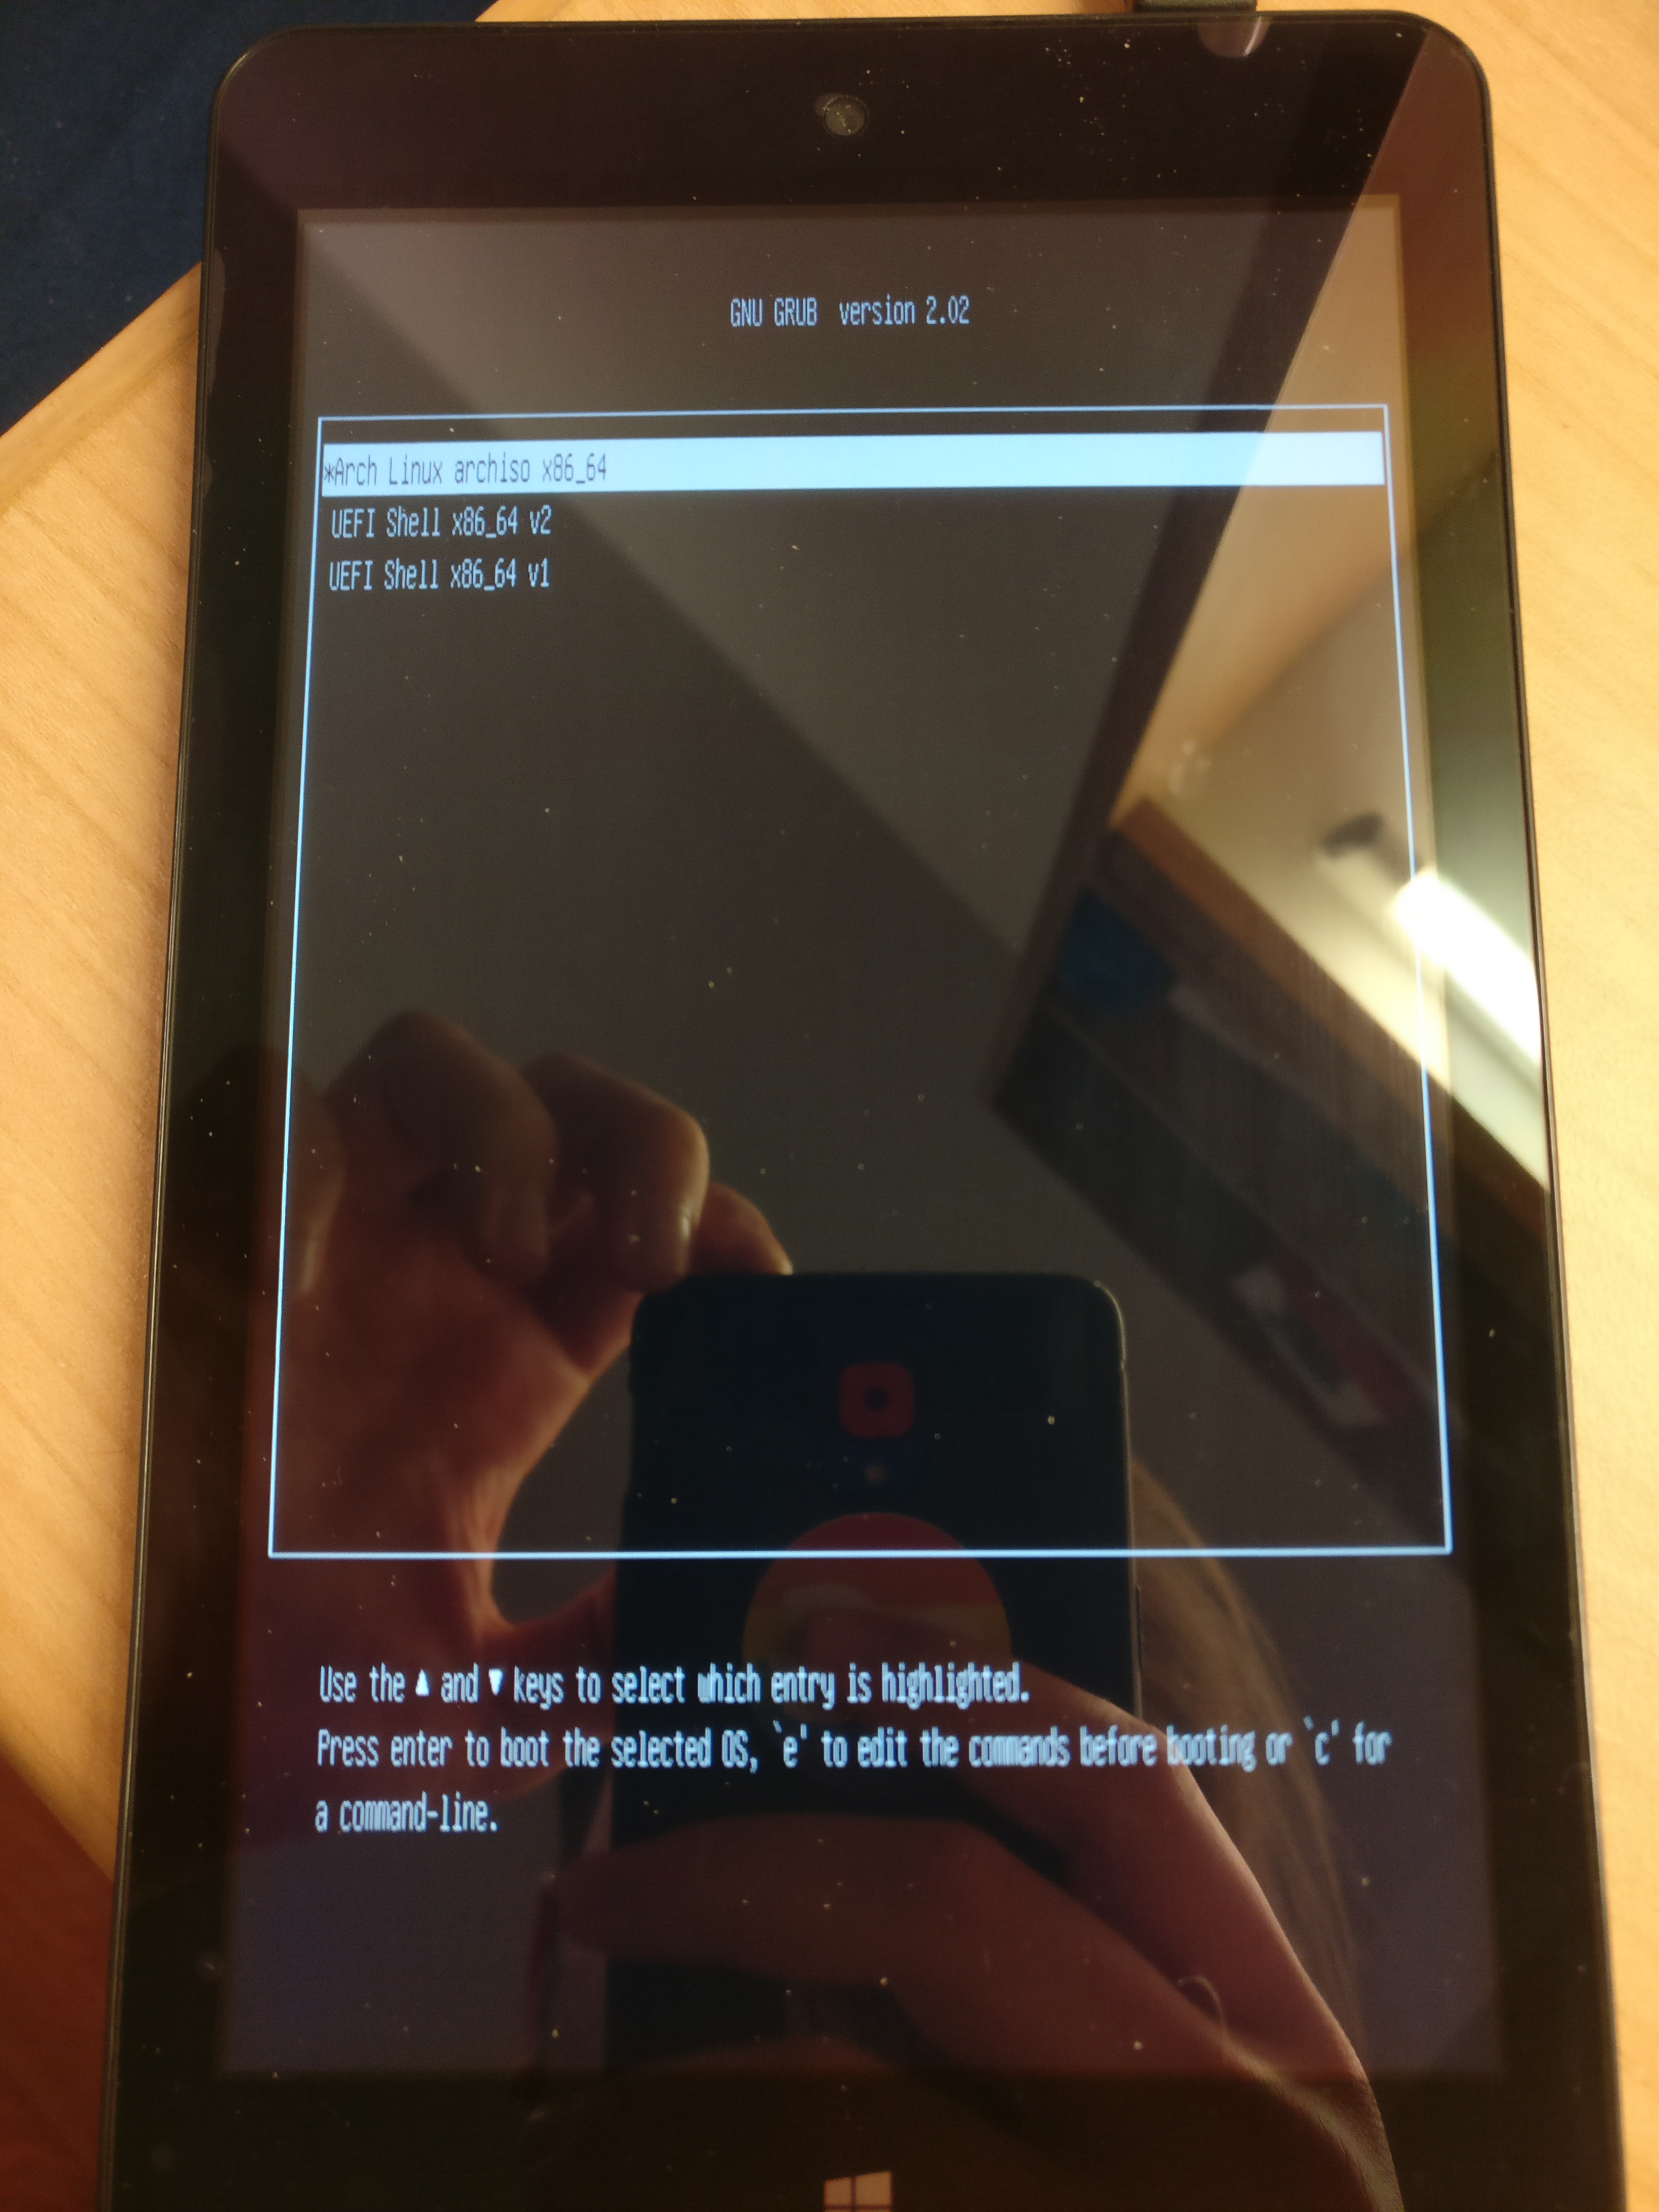 GNU GRUB  version 2.02
*Arch Linux archiso x86_64
UEFI Shell x86_64 v2
UEFI Shell x86_64 v1
Use the ▲ and ▼ keys to select which entry is highlighted.
Press enter to boot the selected OS, `e' to edit the commands before booting or `c' for
a command-line.